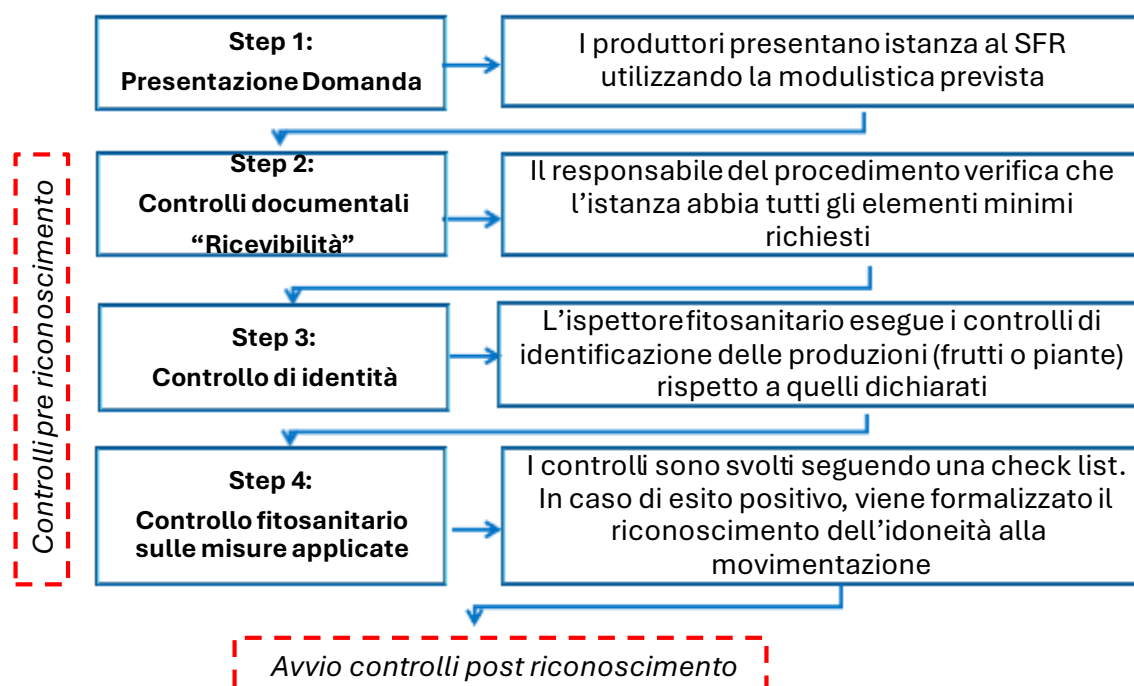 Step 1:
Presentazione Domanda
I produttori presentano istanza al SFR
utilizzando la modulistica prevista
Controlli pre riconoscimento
Step 2:
Controlli documentali
“Ricevibilità”
Il responsabile del procedimento verifica che
l’istanza abbia tutti gli elementi minimi
richiesti
Step 3:
Controllo di identità
L’ispettore fitosanitario esegue i controlli di
identificazione delle produzioni (frutti o piante)
rispetto a quelli dichiarati
Step 4:
Controllo fitosanitario
sulle misure applicate
I controlli sono svolti seguendo una check list.
In caso di esito positivo, viene formalizzato il
riconoscimento dell’idoneità alla
movimentazione
Avvio controlli post riconoscimento